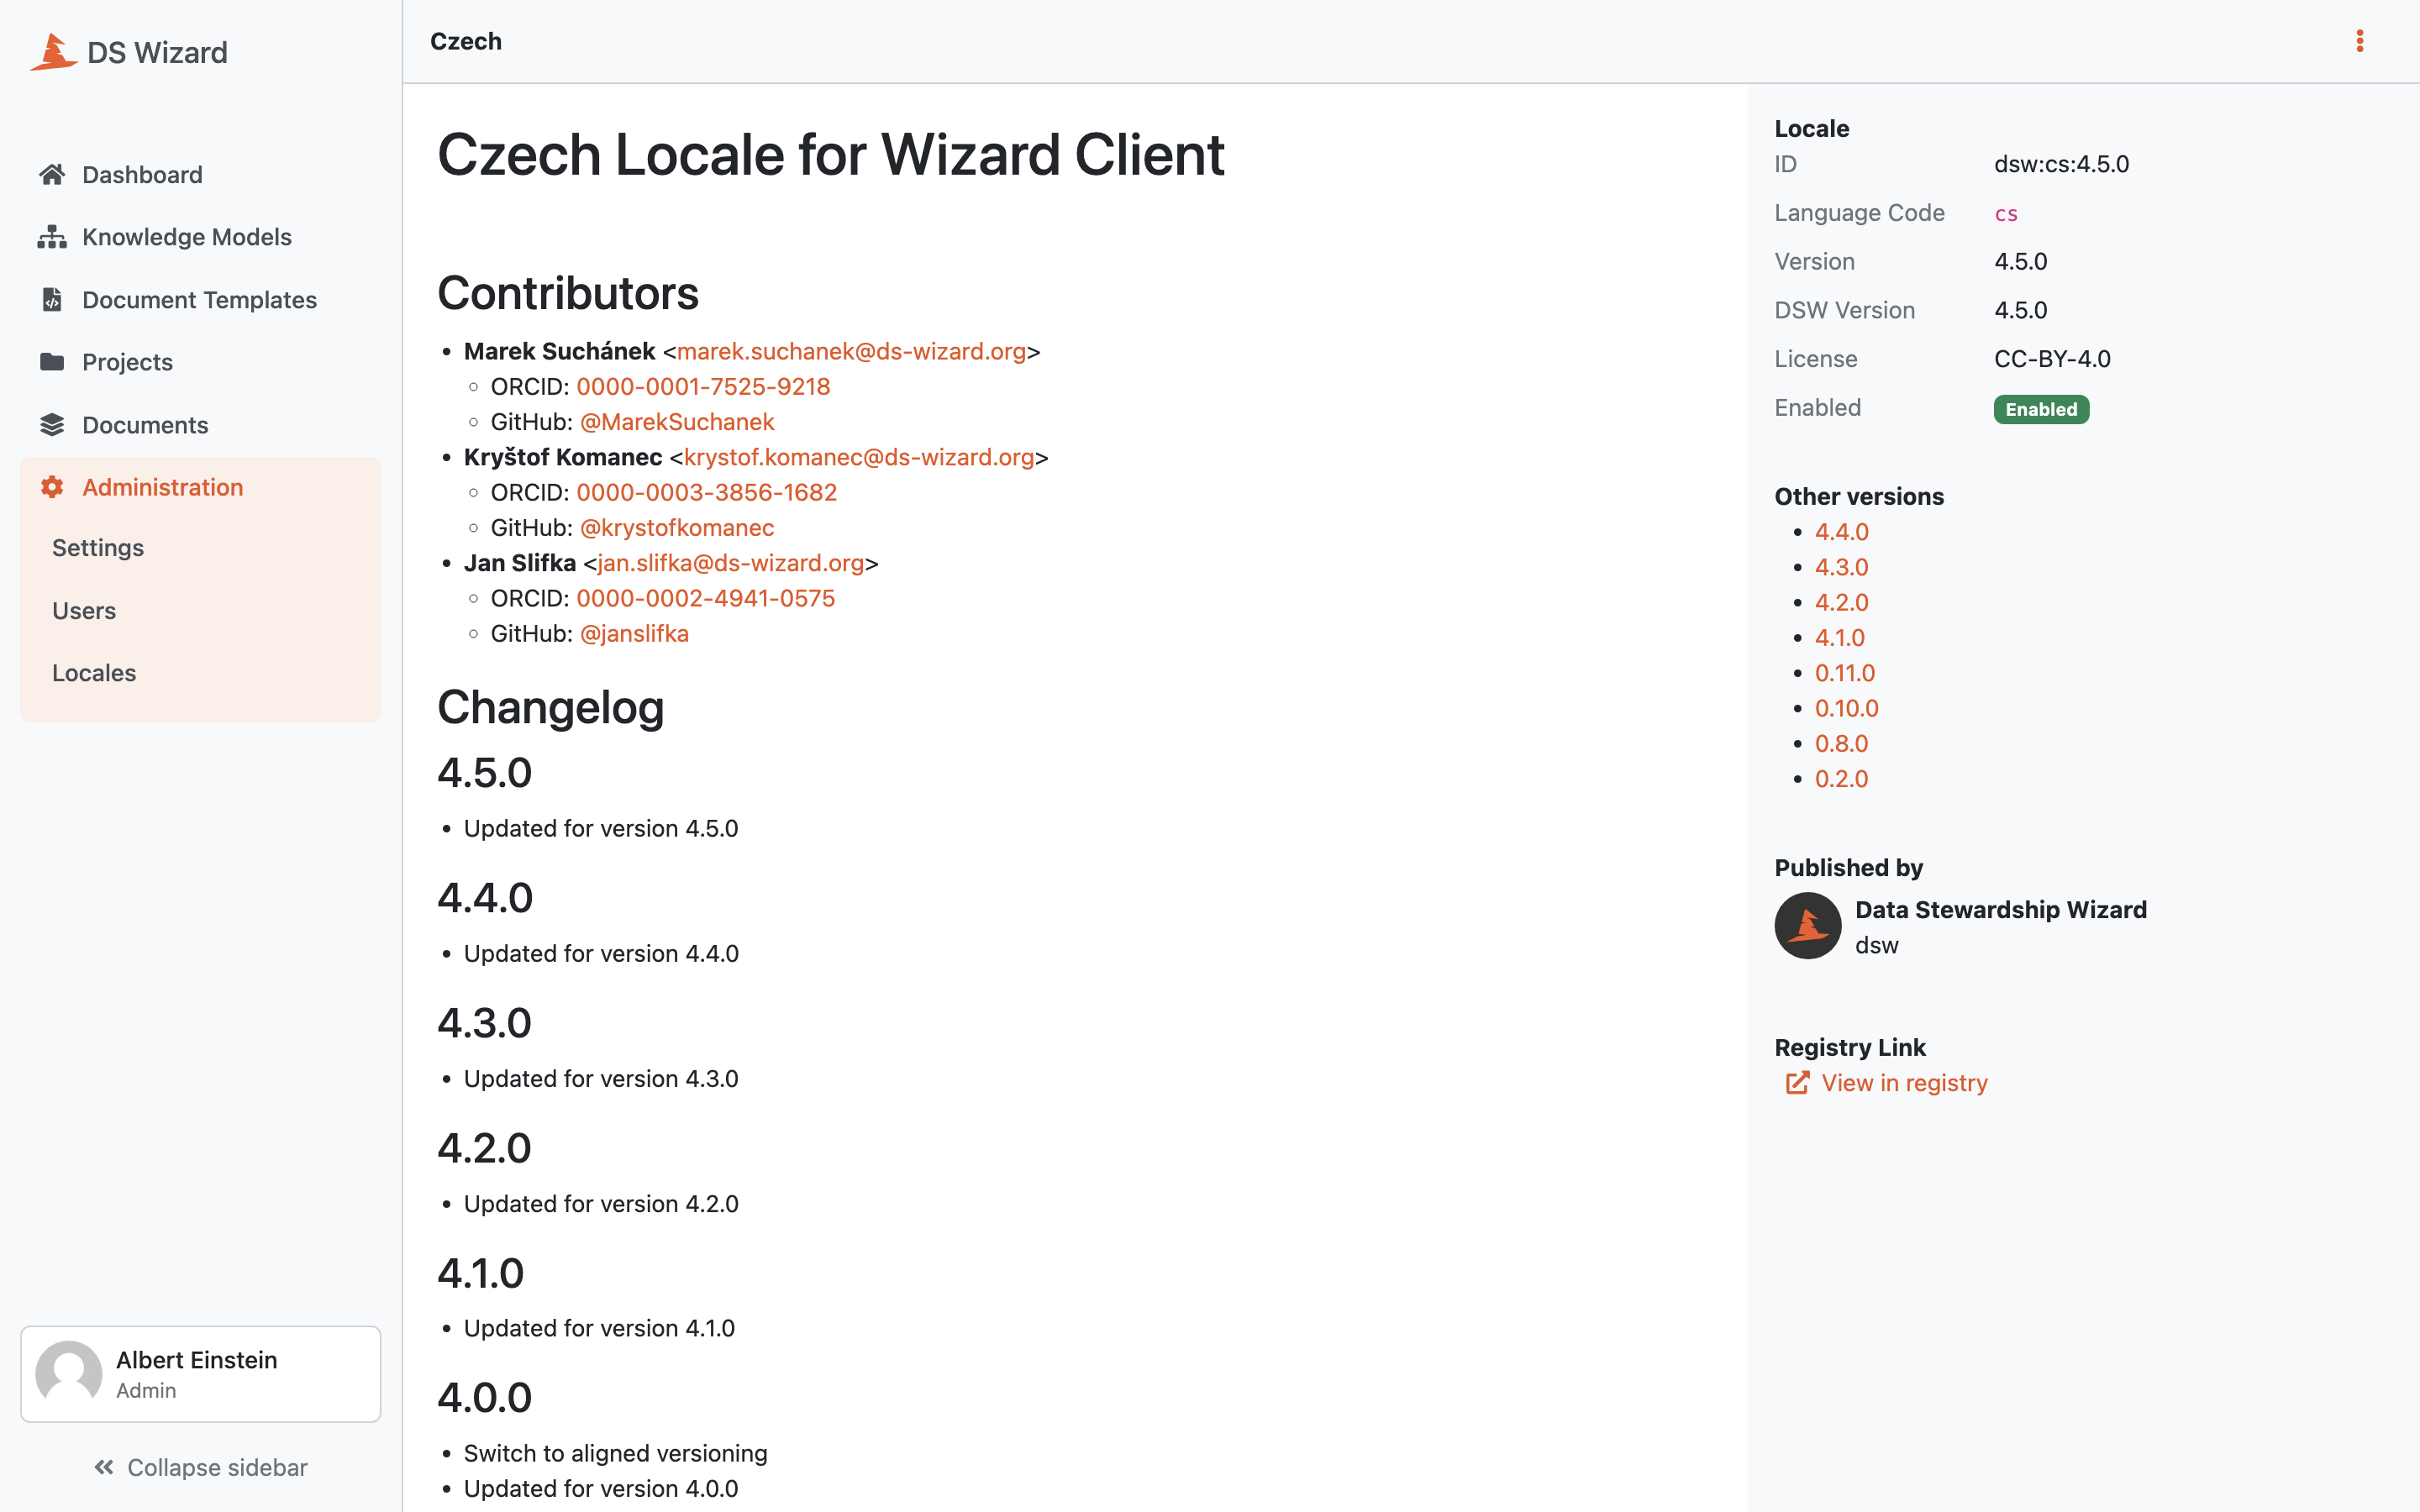 DS Wizard
Dashboard
Knowledge Models
Document Templates
Projects
Documents
Administration
Settings
Users
Locales
Albert Einstein
Admin
Collapse sidebar
Czech
Czech Locale for Wizard Client
Contributors
Marek Suchánek <marek.suchanek@ds-wizard.org>
ORCID: 0000-0001-7525-9218
GitHub: @MarekSuchanek
Kryštof Komanec <krystof.komanec@ds-wizard.org>
ORCID: 0000-0003-3856-1682
GitHub: @krystofkomanec
Jan Slifka <jan.slifka@ds-wizard.org>
ORCID: 0000-0002-4941-0575
GitHub: @janslifka
Changelog
4.5.0
Updated for version 4.5.0
4.4.0
Updated for version 4.4.0
4.3.0
Updated for version 4.3.0
4.2.0
Updated for version 4.2.0
4.1.0
Updated for version 4.1.0
4.0.0
Switch to aligned versioning
Updated for version 4.0.0
Locale
ID dsw:cs:4.5.0
Language Code cs
Version 4.5.0
DSW Version 4.5.0
License CC-BY-4.0
Enabled Enabled
Other versions
4.4.0
4.3.0
4.2.0
4.1.0
0.11.0
0.10.0
0.8.0
0.2.0
Published by
Data Stewardship Wizard
dsw
Registry Link
View in registry